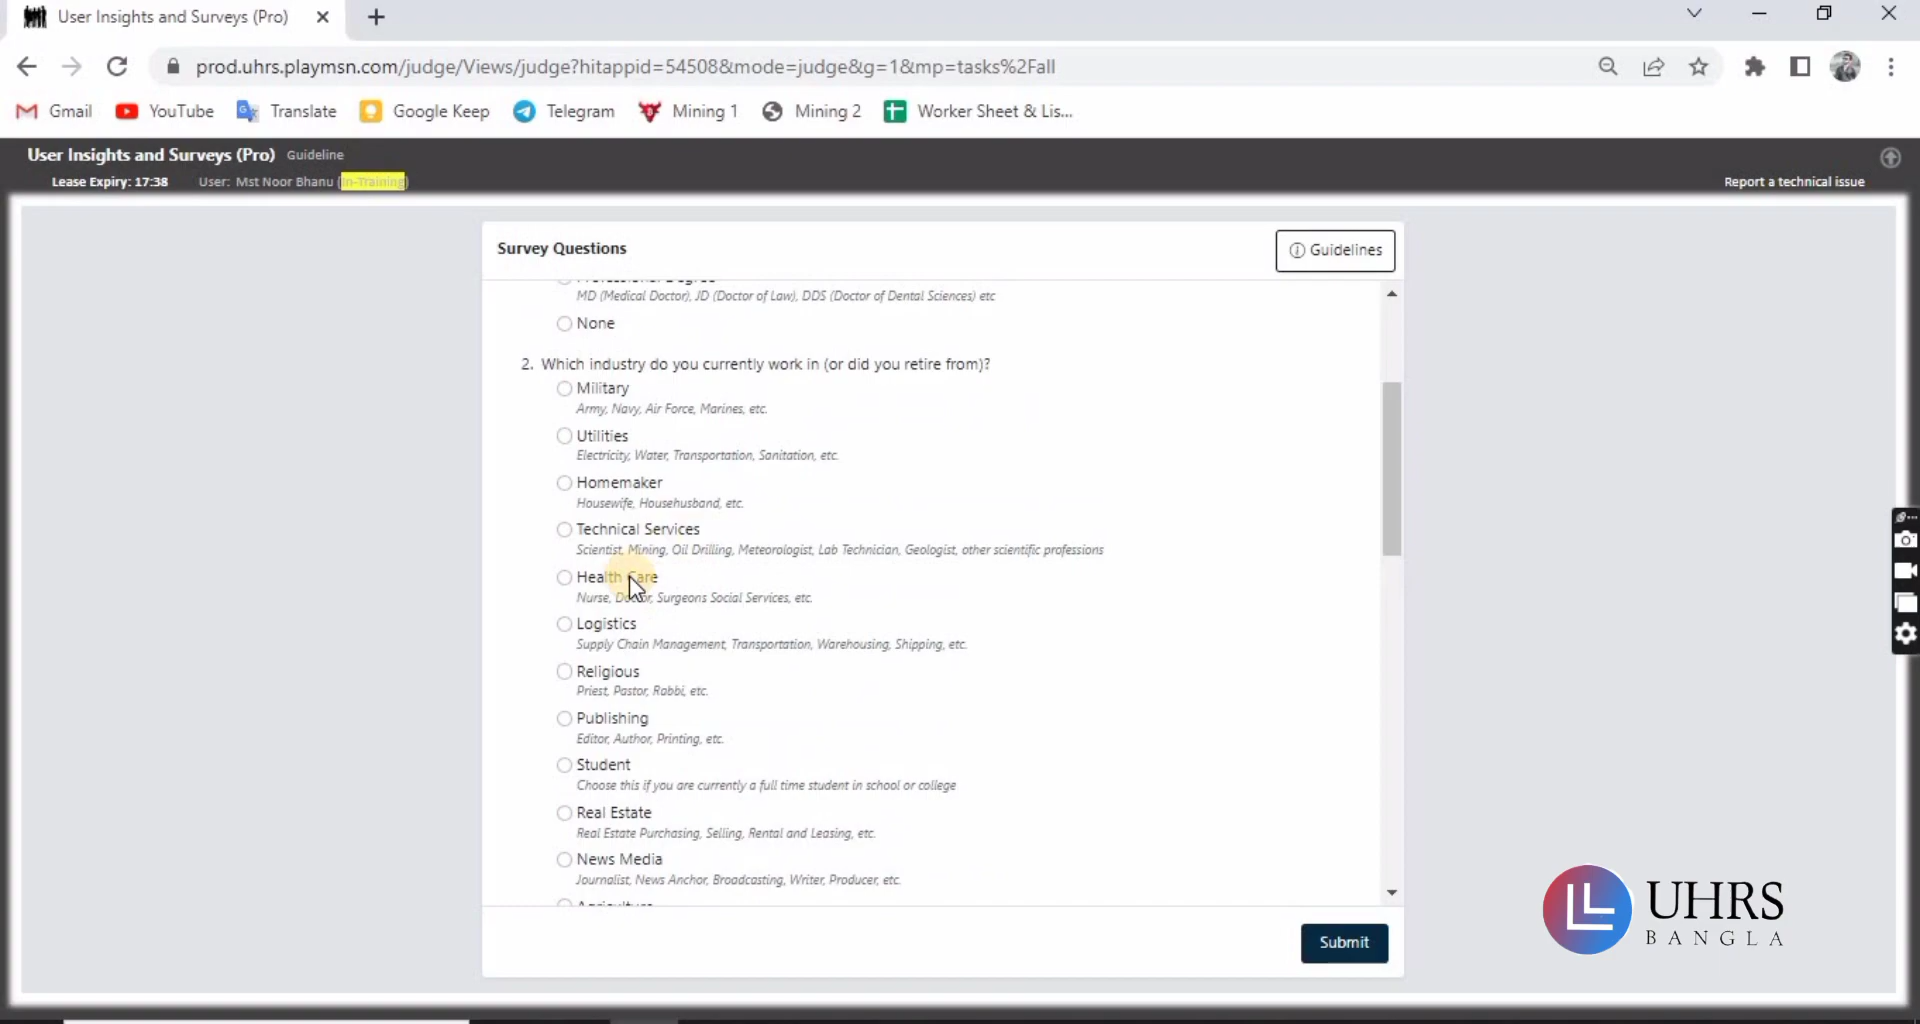 User Insights and Surveys (Pro)
prod.uhrs.playmsn.com/judge/Views/judge?hitappid=54508&mode=judge&g=1&mp=tasks%2Fall
Gmail YouTube Translate Google Keep Telegram Mining 1 Mining 2 Worker Sheet & Lis...
User Insights and Surveys (Pro) Guideline
Lease Expiry: 17:38 User: Mst Noor Bhanu (In-Training) Report a technical issue
Survey Questions Guidelines
Professional Degree
MD (Medical Doctor), JD (Doctor of Law), DDS (Doctor of Dental Sciences) etc
None
2. Which industry do you currently work in (or did you retire from)?
Military
Army, Navy, Air Force, Marines, etc.
Utilities
Electricity, Water, Transportation, Sanitation, etc.
Homemaker
Housewife, Househusband, etc.
Technical Services
Scientist, Mining, Oil Drilling, Meteorologist, Lab Technician, Geologist, other scientific professions
Health Care
Nurse, Doctor, Surgeons Social Services, etc.
Logistics
Supply Chain Management, Transportation, Warehousing, Shipping, etc.
Religious
Priest, Pastor, Rabbi, etc.
Publishing
Editor, Author, Printing, etc.
Student
Choose this if you are currently a full time student in school or college
Real Estate
Real Estate Purchasing, Selling, Rental and Leasing, etc.
News Media
Journalist, News Anchor, Broadcasting, Writer, Producer, etc.
Agriculture
Submit
UHRS
BANGLA